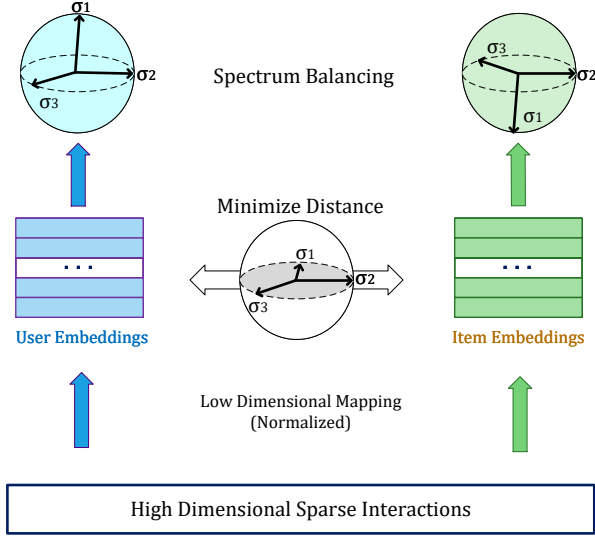 σ1
σ2
σ3
Spectrum Balancing
σ3
σ2
σ1
Minimize Distance
σ1
σ2
σ3
...
...
User Embeddings
Item Embeddings
Low Dimensional Mapping
(Normalized)
High Dimensional Sparse Interactions